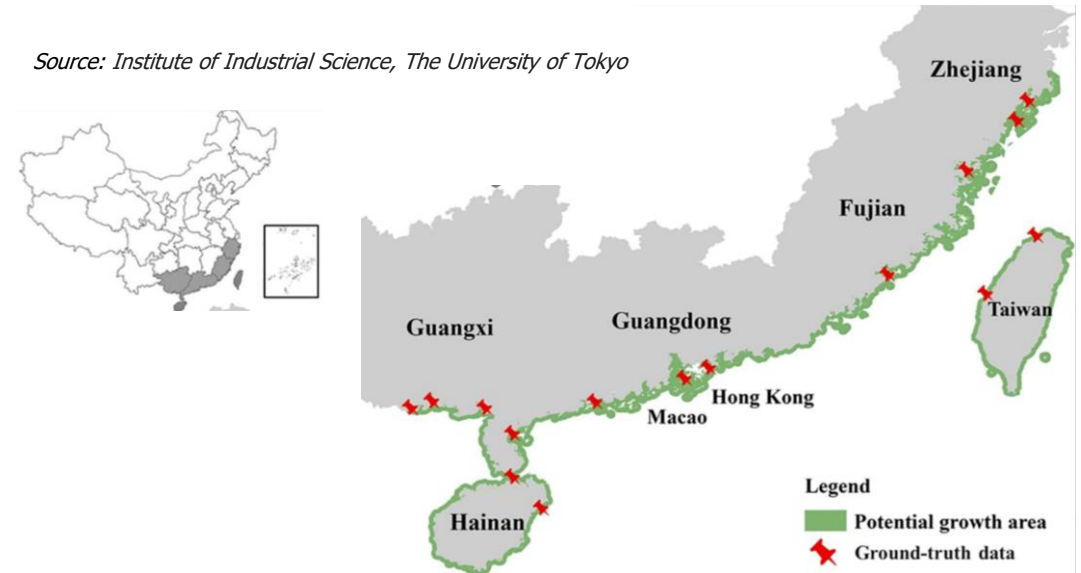 Source: Institute of Industrial Science, The University of Tokyo
Zhejiang
Fujian
Taiwan
Guangxi
Guangdong
Hong Kong
Macao
Hainan
Legend
Potential growth area
Ground-truth data